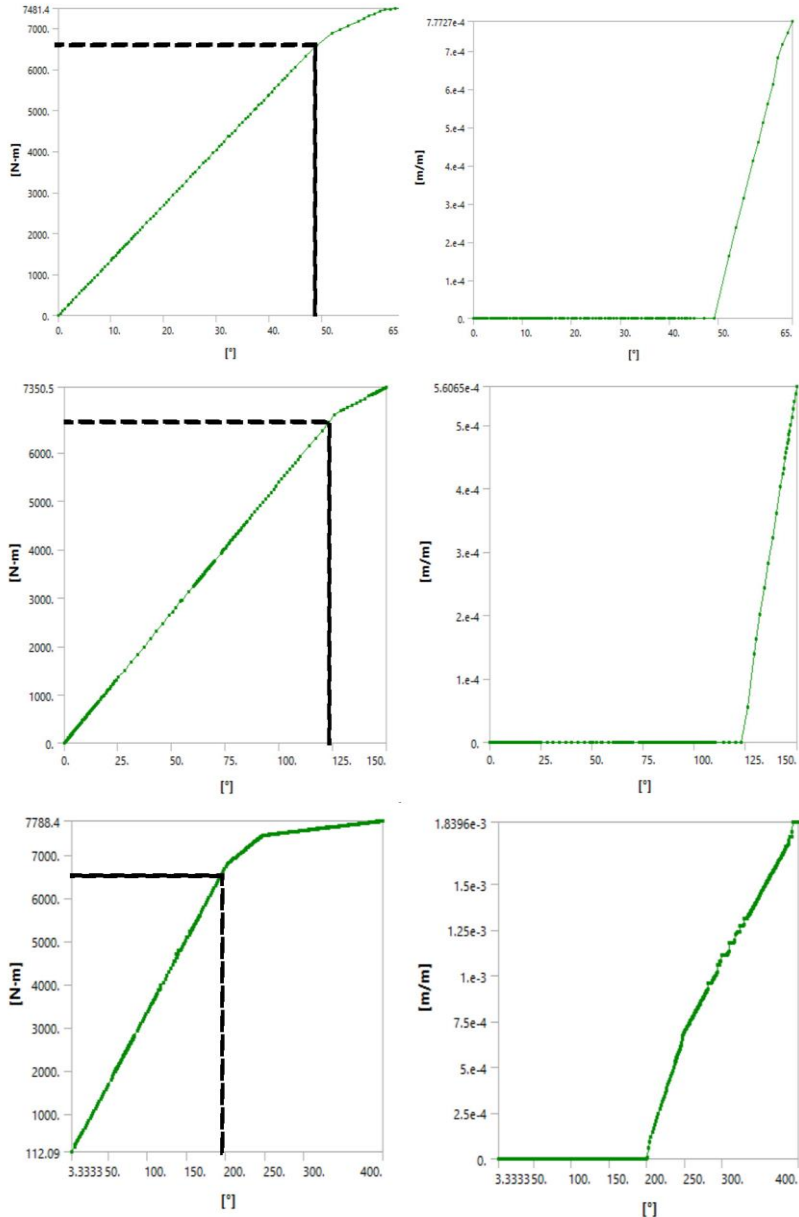 7481.4
7000.
6000.
5000.
4000.
3000.
2000.
1000.
0.
[N-m]
0. 10. 20. 30. 40. 50. 65
[°]
7.7727e-4
7.e-4
6.e-4
5.e-4
4.e-4
3.e-4
2.e-4
1.e-4
0.
[m/m]
0. 10. 20. 30. 40. 50. 65.
[°]
7350.5
6000.
5000.
4000.
3000.
2000.
1000.
0.
[N-m]
0. 25. 50. 75. 100. 125. 150.
[°]
5.6065e-4
5.e-4
4.e-4
3.e-4
2.e-4
1.e-4
0.
[m/m]
0. 25. 50. 75. 100. 125. 150.
[°]
7788.4
7000.
6000.
5000.
4000.
3000.
2000.
1000.
112.09
[N-m]
3.3333 50. 100. 150. 200. 250. 300. 400.
[°]
1.8396e-3
1.5e-3
1.25e-3
1.e-3
7.5e-4
5.e-4
2.5e-4
0.
[m/m]
3.3333 50. 100. 150. 200. 250. 300. 400.
[°]